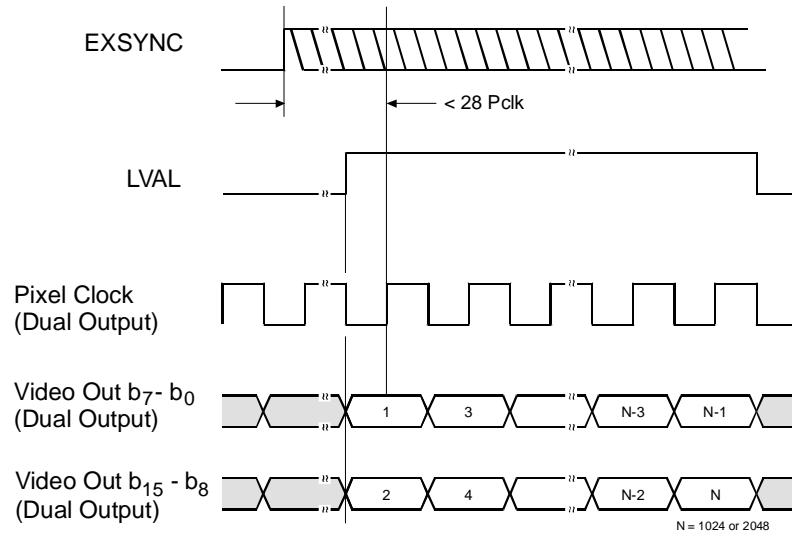 EXSYNC
< 28 Pclk
LVAL
Pixel Clock
(Dual Output)
Video Out b7- b0
(Dual Output)
1
3
N-3
N-1
Video Out b15 - b8
(Dual Output)
2
4
N-2
N
N = 1024 or 2048